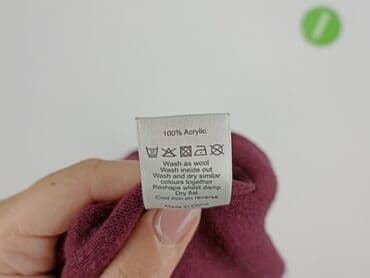 100% Acrylic
Wash as wool
Wash inside out
Wash and dry similar
colours together
Reshape whilst damp
Dry flat
Cool iron on reverse
Made in China